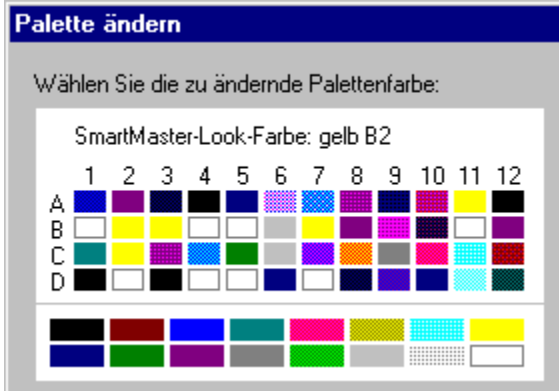 Palette ändern
Wählen Sie die zu ändernde Palettenfarbe:
SmartMaster-Look-Farbe: gelb B2
1 2 3 4 5 6 7 8 9 10 11 12
A
B
C
D